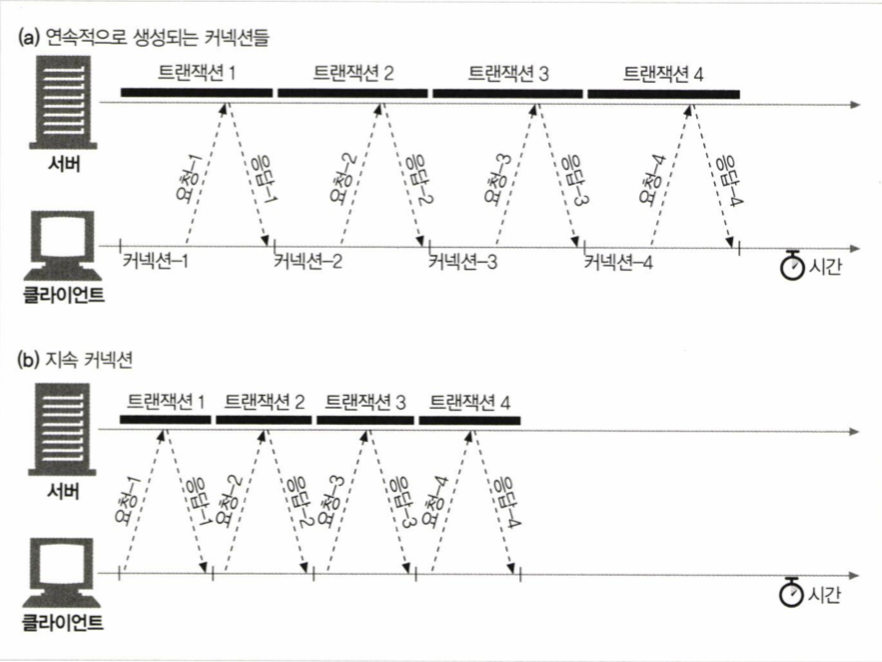 (a) 연속적으로 생성되는 커넥션들
트랜잭션 1 트랜잭션 2 트랜잭션 3 트랜잭션 4
서버
요청-1 응답-1 요청-2 응답-2 요청-3 응답-3 요청-4 응답-4
커넥션-1 커넥션-2 커넥션-3 커넥션-4
시간
클라이언트
(b) 지속 커넥션
트랜잭션 1 트랜잭션 2 트랜잭션 3 트랜잭션 4
서버
요청-1 응답-1 요청-2 응답-2 요청-3 응답-3 요청-4 응답-4
시간
클라이언트